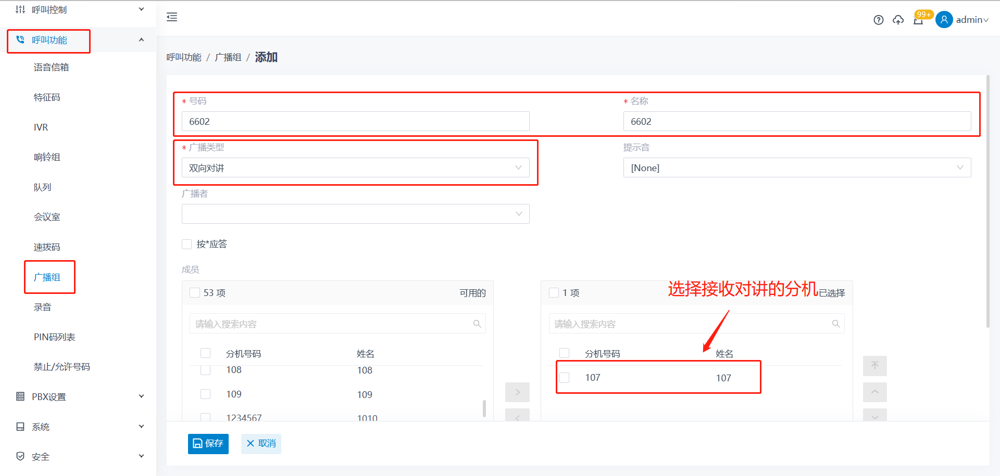 呼叫控制
呼叫功能
语音信箱
特征码
IVR
响铃组
队列
会议室
速拨码
广播组
录音
PIN码列表
禁止/允许号码
PBX设置
系统
安全
99+
admin
呼叫功能 / 广播组 / 添加
* 号码
6602
* 名称
6602
* 广播类型
双向对讲
提示音
[None]
广播者
按*应答
成员
53 项 可用的
请输入搜索内容
分机号码 姓名
108 108
109 109
1234567 1010
选择接收对讲的分机
1 项 已选择
请输入搜索内容
分机号码 姓名
107 107
保存
取消